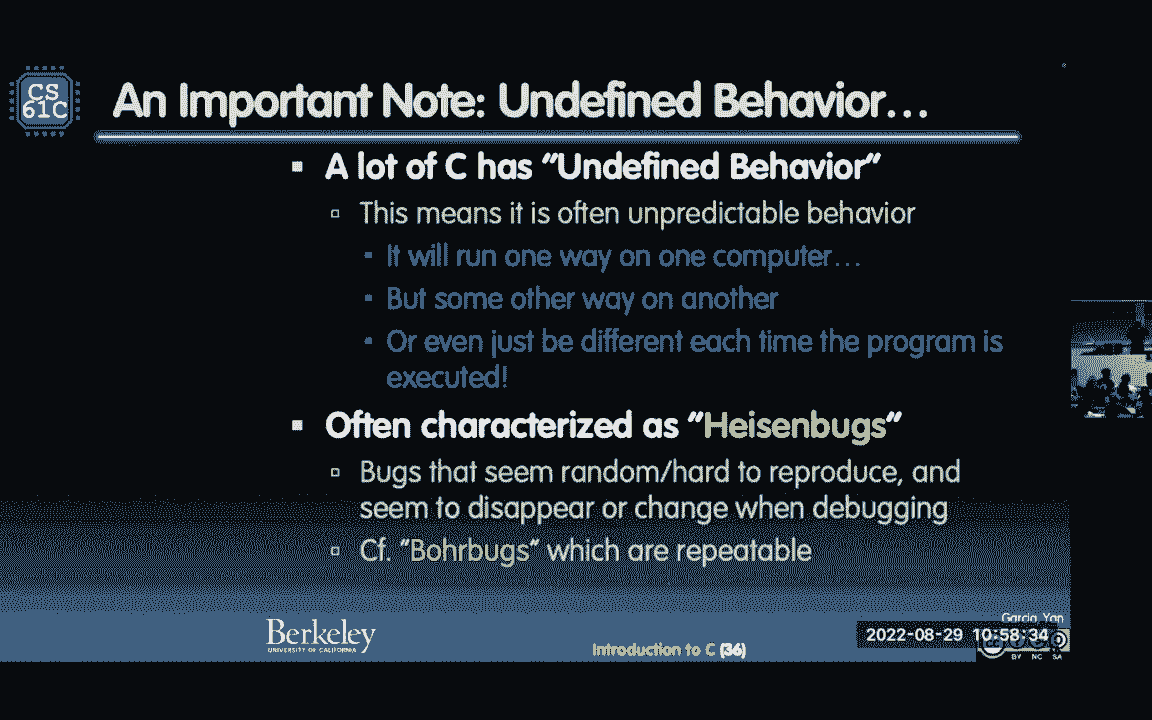 CS
61C
An Important Note: Undefined Behavior...
A lot of C has "Undefined Behavior"
This means it is often unpredictable behavior
It will run one way on one computer...
But some other way on another
Or even just be different each time the program is
executed!
Often characterized as "Heisenbugs"
Bugs that seem random/hard to reproduce, and
seem to disappear or change when debugging
Cf. "Bohrbugs" which are repeatable
Berkeley
UNIVERSITY OF CALIFORNIA
Introduction to C (36)
Garcia, Yan
2022-08-29 10:58:34
BY NC SA